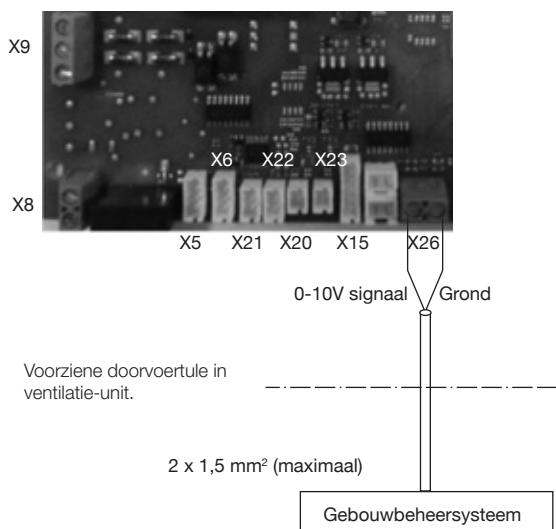 X9
X6
X22
X23
X8
X5
X21
X20
X15
X26
0-10V signaal
Grond
Voorziene doorvoertule in
ventilatie-unit.
2 x 1,5 mm² (maximaal)
Gebouwbeheersysteem